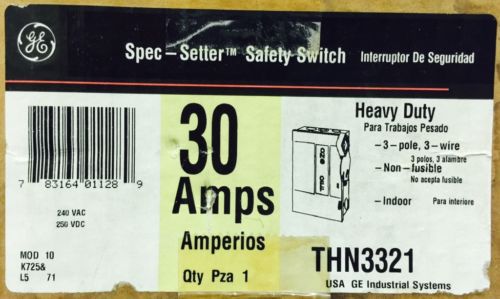 GE
Spec-Setter™ Safety Switch Interruptor De Seguridad
30
Amps
Amperios
Qty Pza 1
Heavy Duty
Para Trabajos Pesado
-3-pole, 3-wire
3 polos, 3 alambre
-Non-fusible
No acepta fusible
-Indoor Para interiore
ON OFF
7 83164 01128 9
240 VAC
250 VDC
MOD 10
K725&
L5 71
THN3321
USA GE Industrial Systems